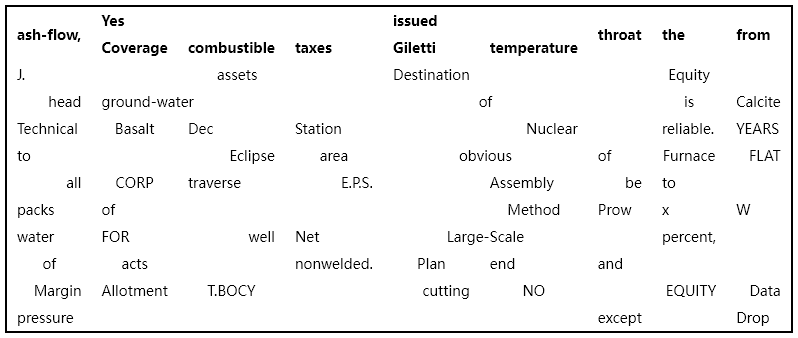 Yes issued
ash-flow, throat the from
Coverage combustible taxes Giletti temperature
J. assets Destination Equity
head ground-water of is Calcite
Technical Basalt Dec Station Nuclear reliable. YEARS
to Eclipse area obvious of Furnace FLAT
all CORP traverse E.P.S. Assembly be to
packs of Method Prow x W
water FOR well Net Large-Scale percent,
of acts nonwelded. Plan end and
Margin Allotment T.BOCY cutting NO EQUITY Data
pressure except Drop